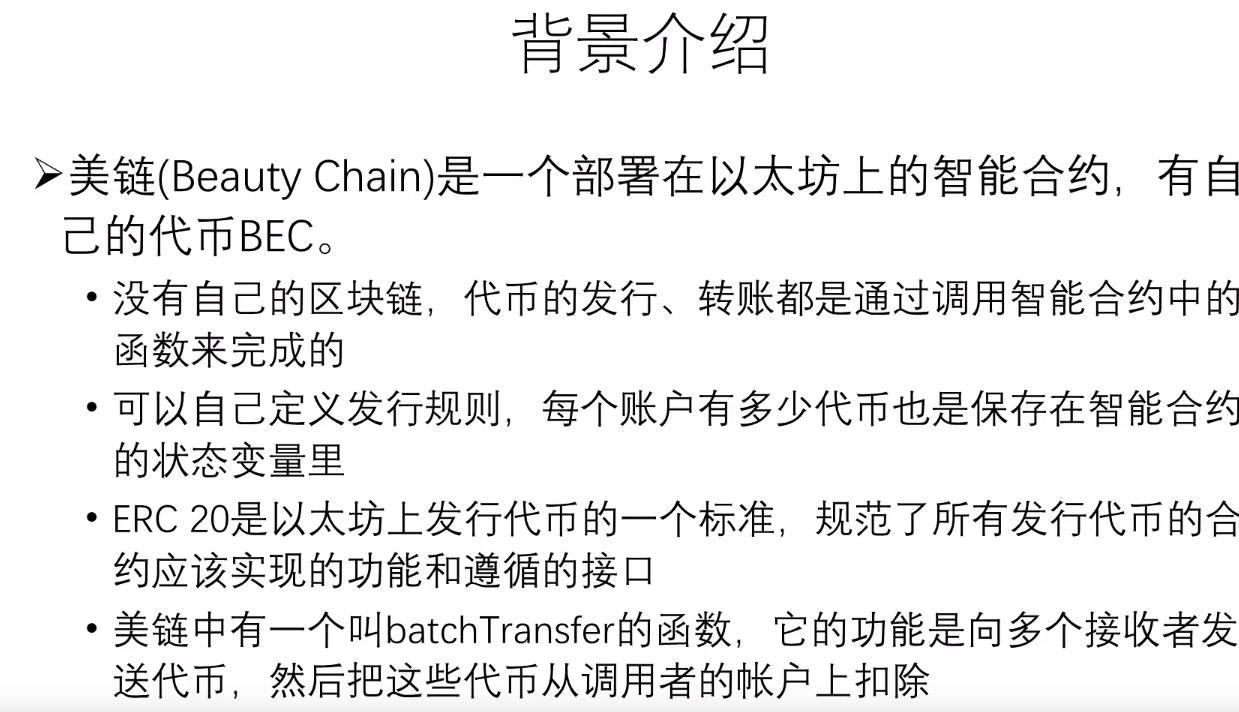 背景介绍
➢美链(Beauty Chain)是一个部署在以太坊上的智能合约，有自
己的代币BEC。
• 没有自己的区块链，代币的发行、转账都是通过调用智能合约中的
函数来完成的
• 可以自己定义发行规则，每个账户有多少代币也是保存在智能合约
的状态变量里
• ERC 20是以太坊上发行代币的一个标准，规范了所有发行代币的合
约应该实现的功能和遵循的接口
• 美链中有一个叫batchTransfer的函数，它的功能是向多个接收者发
送代币，然后把这些代币从调用者的帐户上扣除